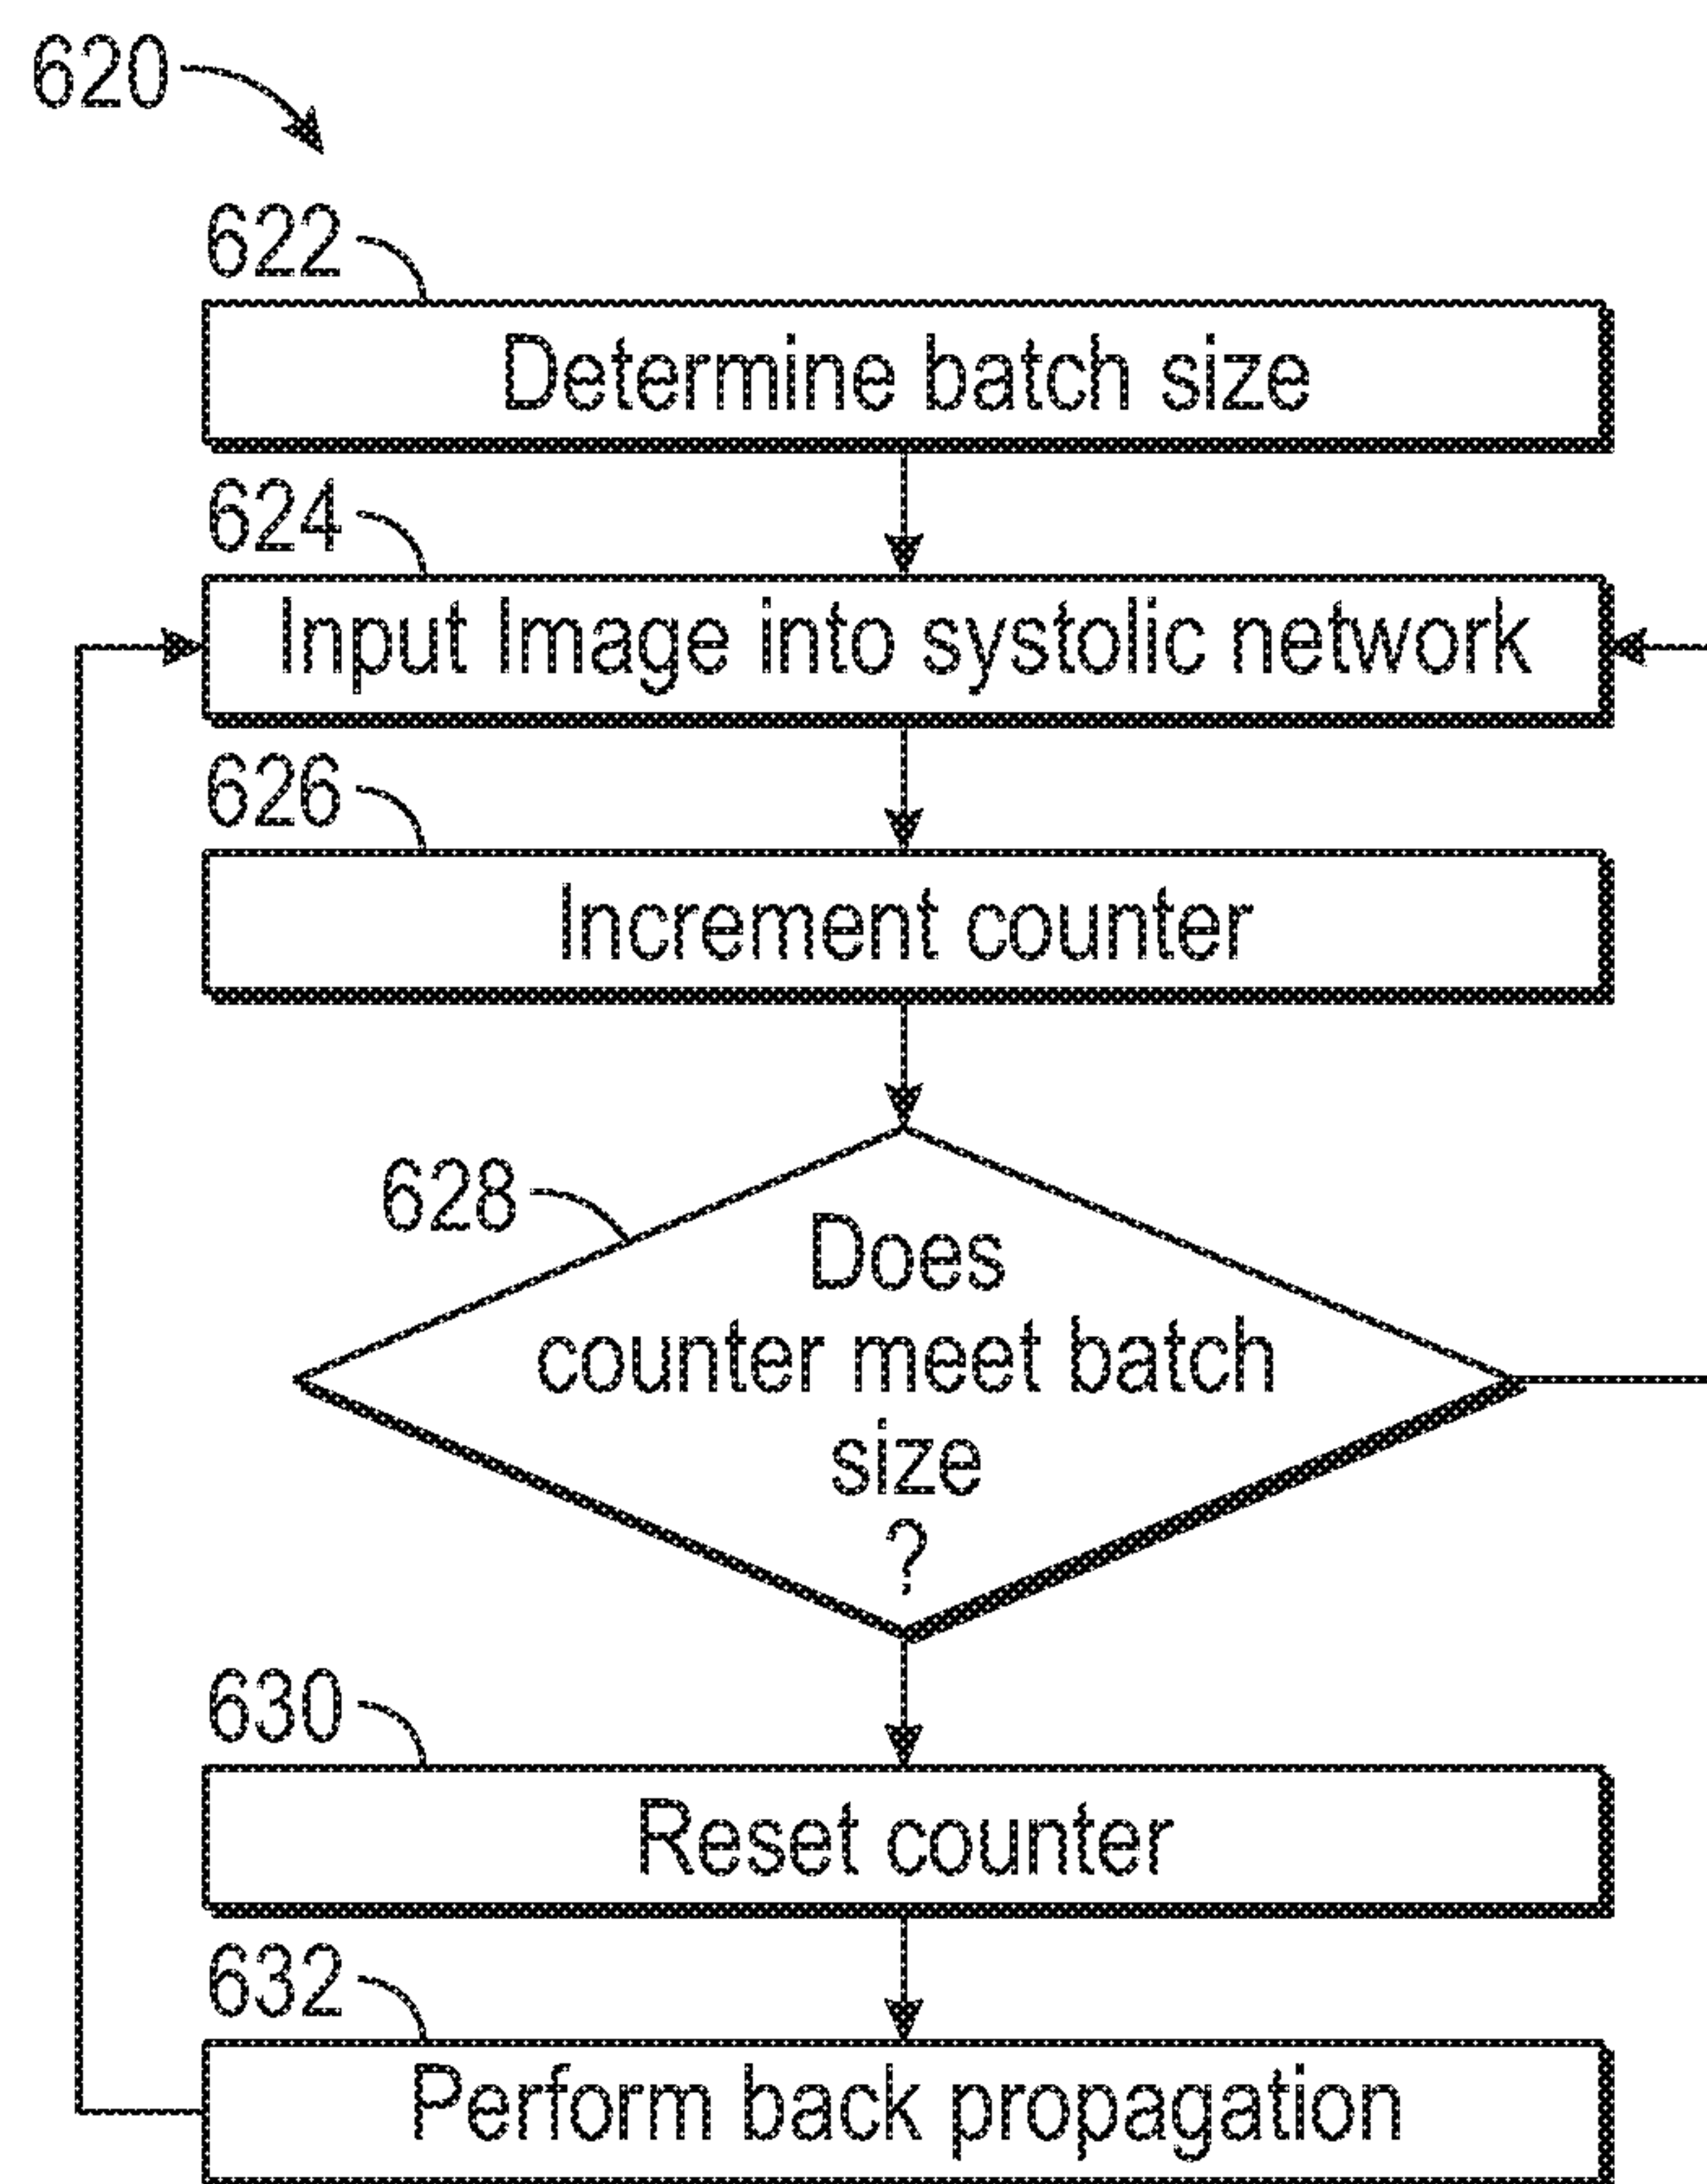 620
622
Determine batch size
624
Input Image into systolic network
626
Increment counter
628
Does
counter meet batch
size
?
630
Reset counter
632
Perform back propagation